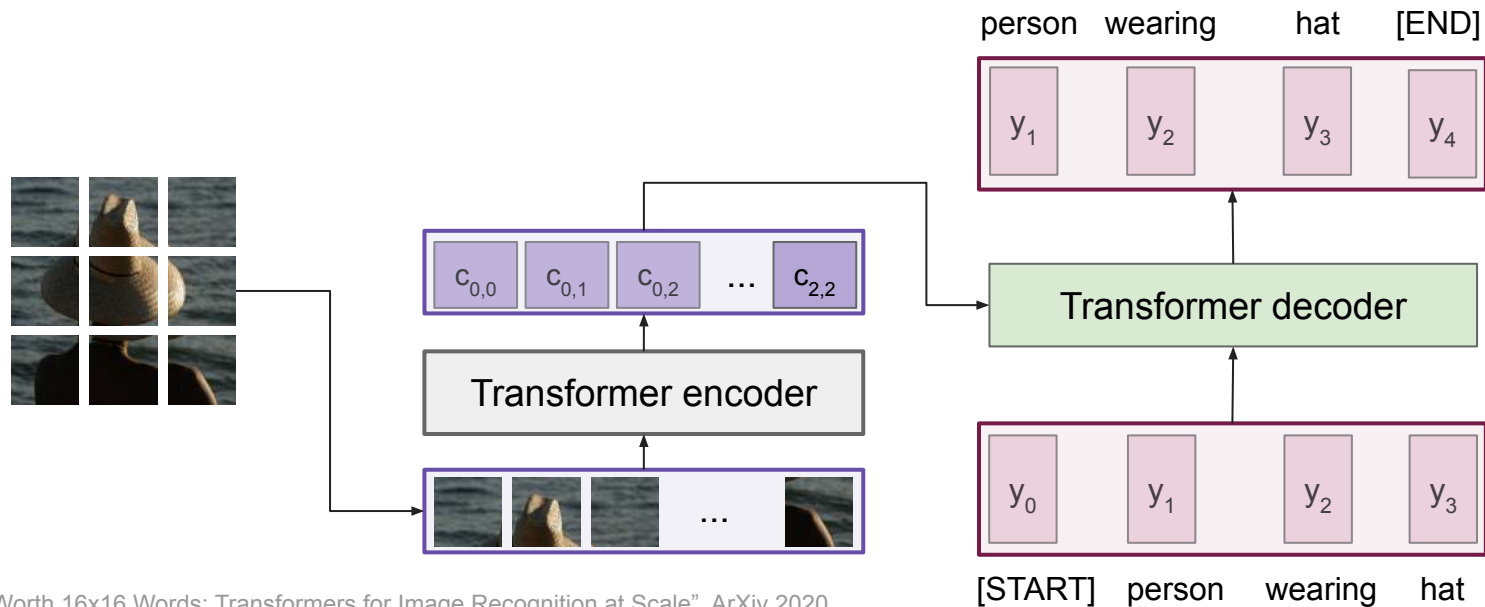 person wearing hat [END]
y1 y2 y3 y4
c0,0 c0,1 c0,2 ... c2,2
Transformer decoder
Transformer encoder
...
y0 y1 y2 y3
[START] person wearing hat
Worth 16x16 Words: Transformers for Image Recognition at Scale", ArXiv 2020